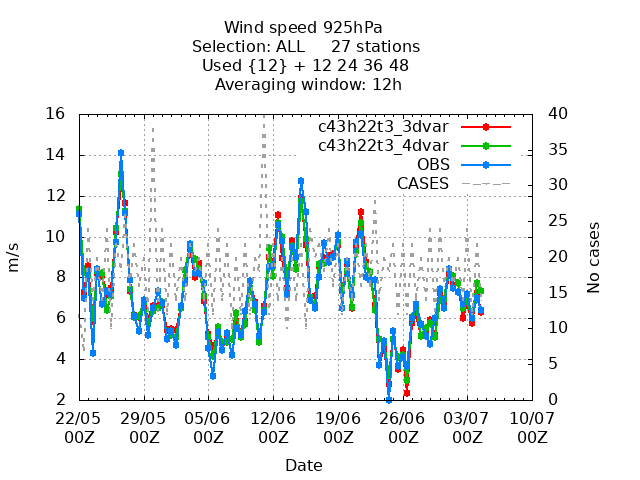 Wind speed 925hPa
Selection: ALL 27 stations
Used {12} + 12 24 36 48
Averaging window: 12h
16
14
12
10
8
6
4
2
m/s
40
35
30
25
20
15
10
5
0
No cases
c43h22t3_3dvar
c43h22t3_4dvar
OBS
CASES
22/05 29/05 05/06 12/06 19/06 26/06 03/07 10/07
00Z 00Z 00Z 00Z 00Z 00Z 00Z 00Z
Date